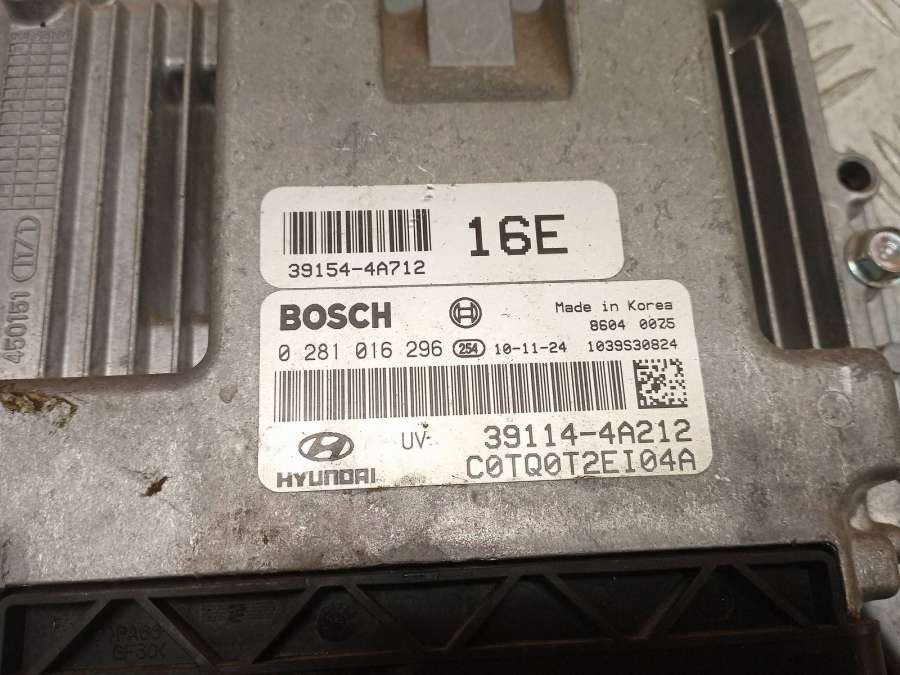 39154-4A712
16E
BOSCH
Made in Korea
8604 00Z5
0 281 016 296 254 10-11-24 1039S30824
UV- 39114-4A212
HYUNDAI C0TQ0T2EI04A
450151